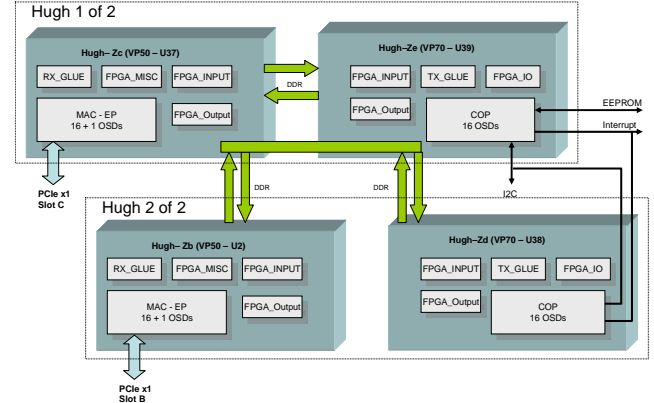 Hugh 1 of 2
Hugh– Zc (VP50 – U37)
RX_GLUE
FPGA_MISC
FPGA_INPUT
MAC - EP
16 + 1 OSDs
FPGA_Output
DDR
Hugh–Ze (VP70 – U39)
FPGA_INPUT
TX_GLUE
FPGA_IO
FPGA_Output
COP
16 OSDs
EEPROM
Interrupt
PCIe x1
Slot C
DDR
DDR
I2C
Hugh 2 of 2
Hugh– Zb (VP50 – U2)
RX_GLUE
FPGA_MISC
FPGA_INPUT
MAC - EP
16 + 1 OSDs
FPGA_Output
Hugh–Zd (VP70 – U38)
FPGA_INPUT
TX_GLUE
FPGA_IO
FPGA_Output
COP
16 OSDs
PCIe x1
Slot B